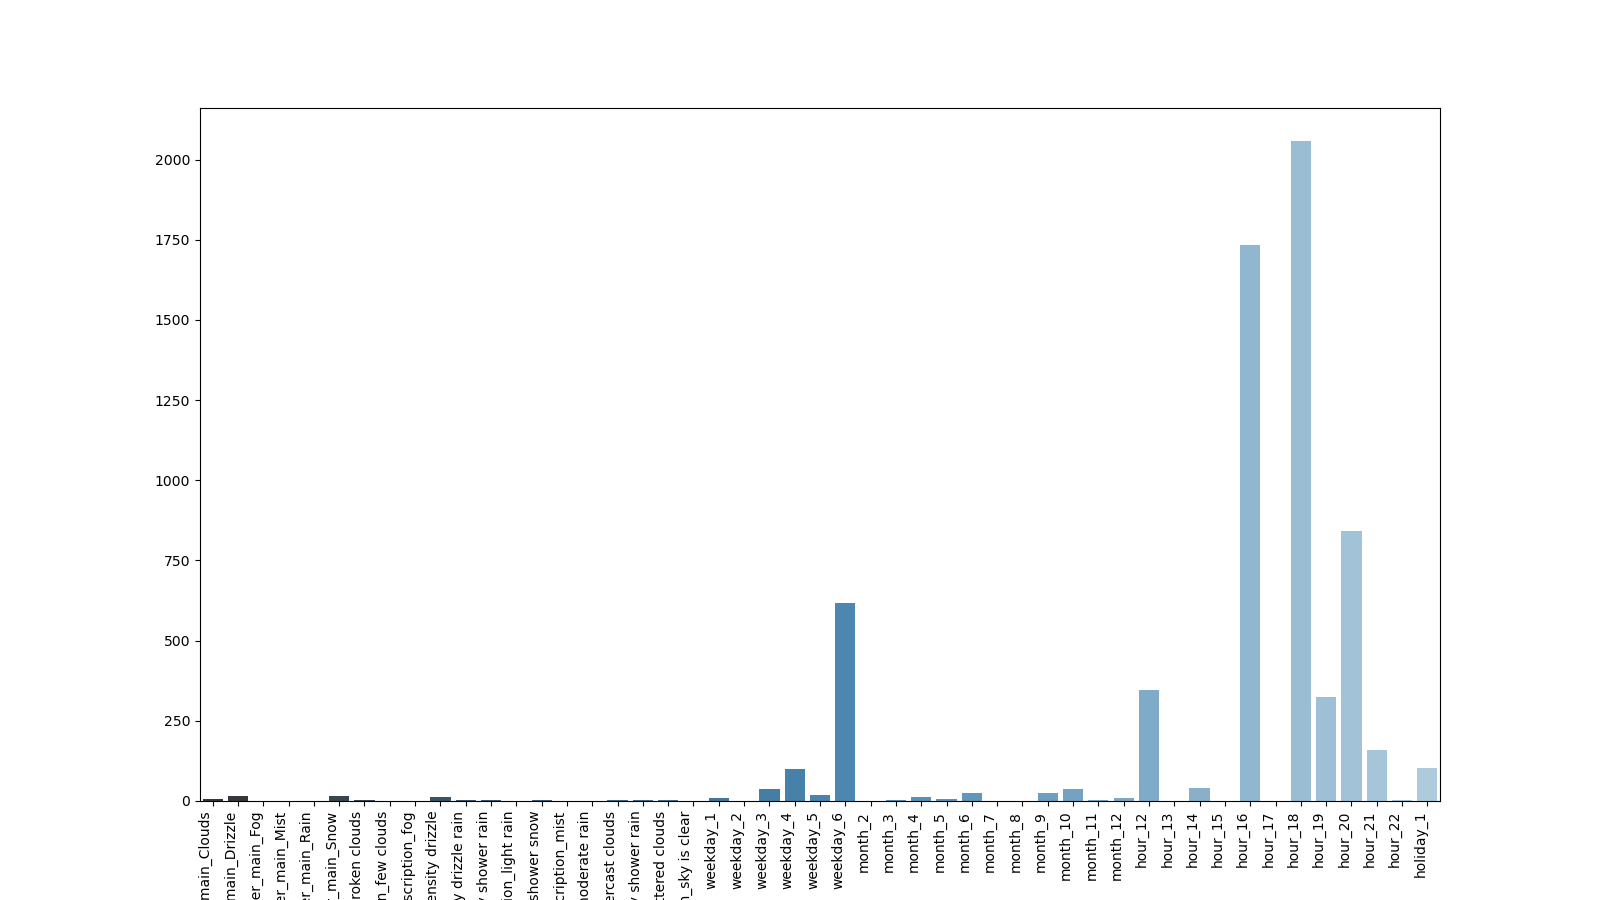 2000
1750
1500
1250
1000
750
500
250
0
main_Clouds
main_Drizzle
er_main_Fog
er_main_Mist
er_main_Rain
r_main_Snow
roken clouds
n_few clouds
scription_fog
ensity drizzle
y drizzle rain
y shower rain
ion_light rain
shower snow
cription_mist
noderate rain
ercast clouds
y shower rain
ttered clouds
n_sky is clear
weekday_1
weekday_2
weekday_3
weekday_4
weekday_5
weekday_6
month_2
month_3
month_4
month_5
month_6
month_7
month_8
month_9
month_10
month_11
month_12
hour_12
hour_13
hour_14
hour_15
hour_16
hour_17
hour_18
hour_19
hour_20
hour_21
hour_22
holiday_1